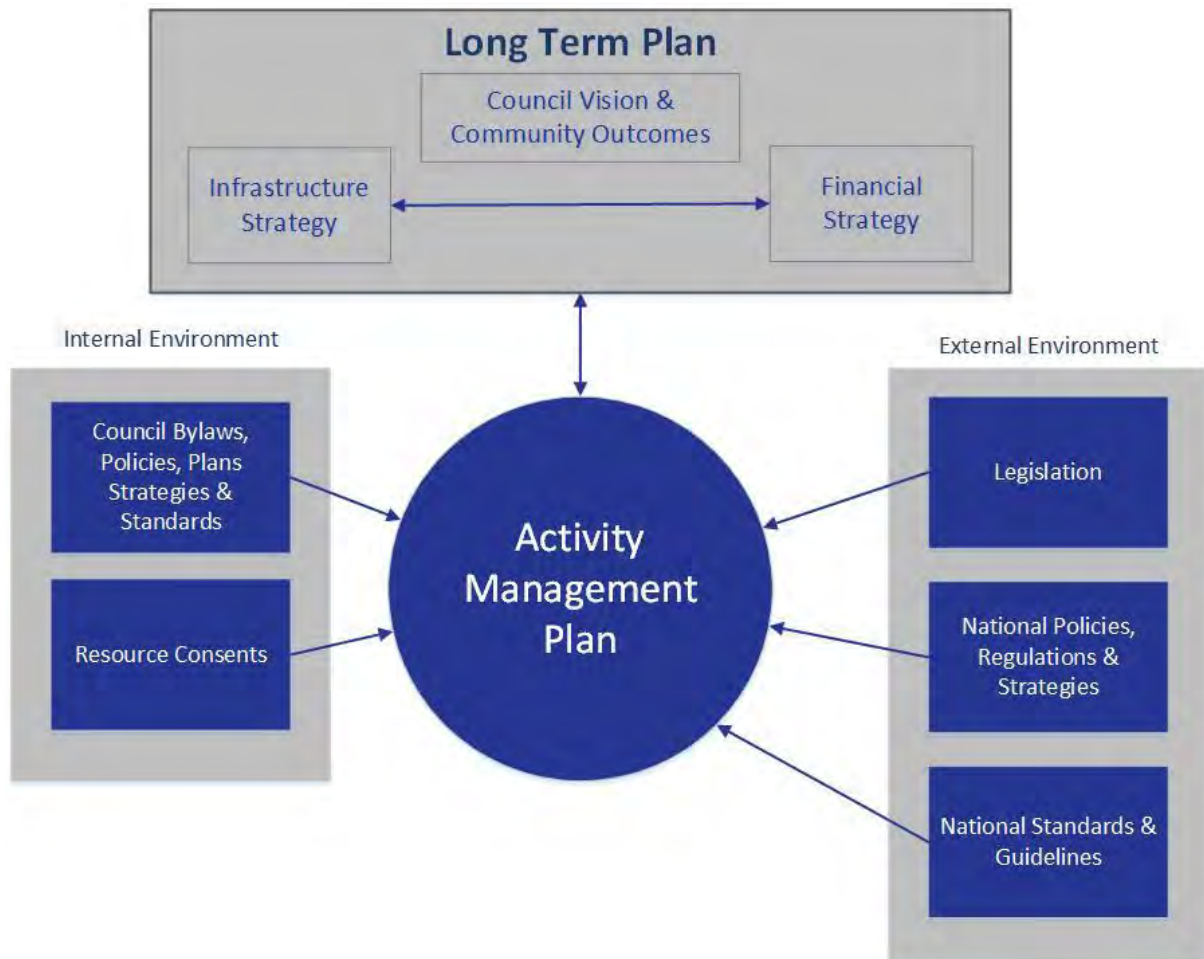 Long Term Plan
Council Vision &
Community Outcomes
Infrastructure
Strategy
Financial
Strategy
Internal Environment
External Environment
Council Bylaws,
Policies, Plans
Strategies &
Standards
Resource Consents
Activity
Management
Plan
Legislation
National Policies,
Regulations &
Strategies
National Standards &
Guidelines